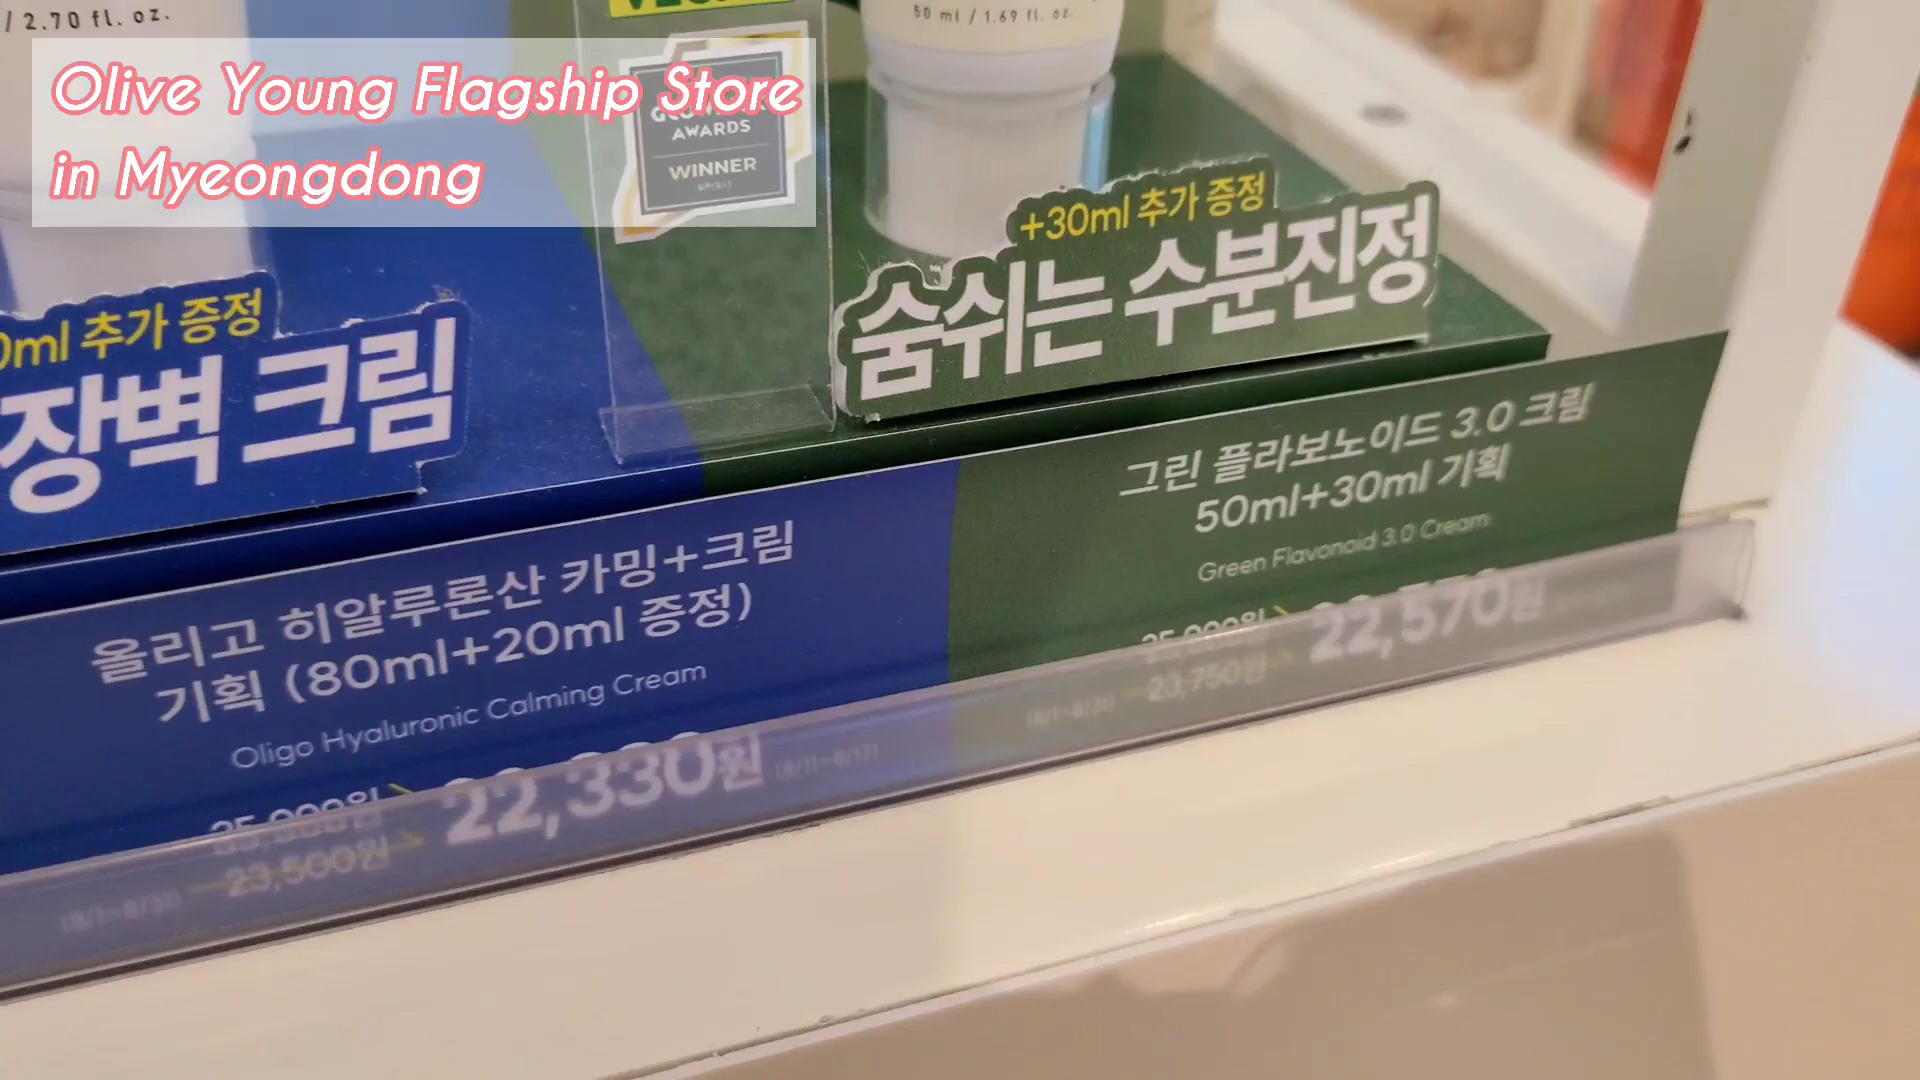 Olive Young Flagship Store
in Myeongdong
/ 2.70 fl. oz.
50 ml / 1.69 fl. oz.
AWARDS
WINNER
+30ml 추가 증정
숨쉬는 수분진정
0ml 추가 증정
장벽 크림
그린 플라보노이드 3.0 크림
50ml+30ml 기획
Green Flavonoid 3.0 Cream
23,750원
22,570원
올리고 히알루론산 카밍+크림
기획 (80ml+20ml 증정)
Oligo Hyaluronic Calming Cream
23,500원
22,330원